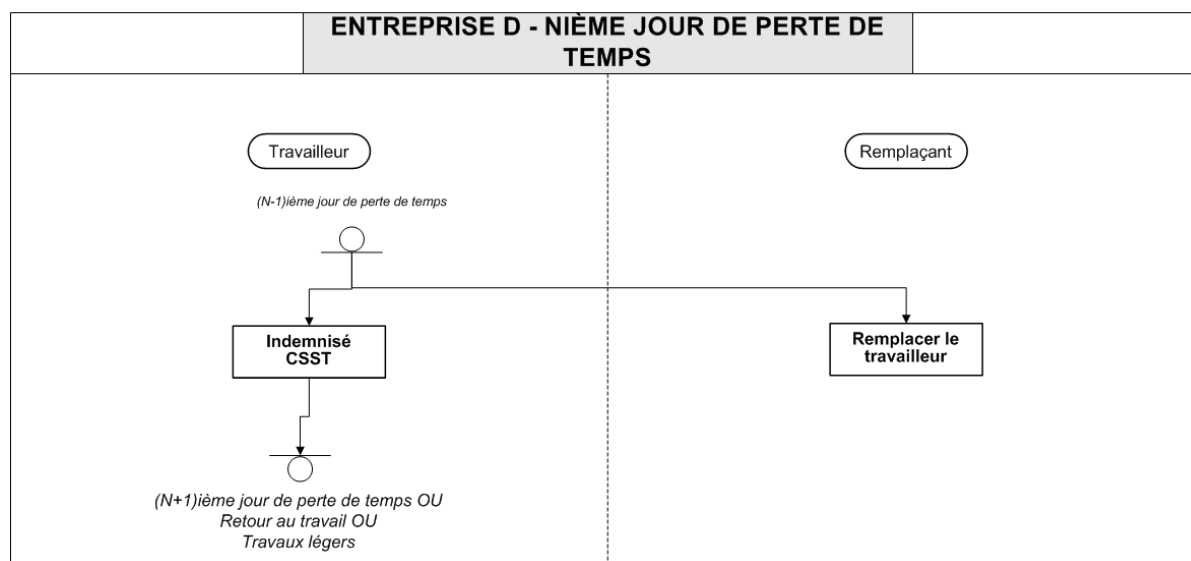 ENTREPRISE D - NIÈME JOUR DE PERTE DE
TEMPS
Travailleur
Remplaçant
(N-1)ième jour de perte de temps
Indemnisé
CSST
Remplacer le
travailleur
(N+1)ième jour de perte de temps OU
Retour au travail OU
Travaux légers